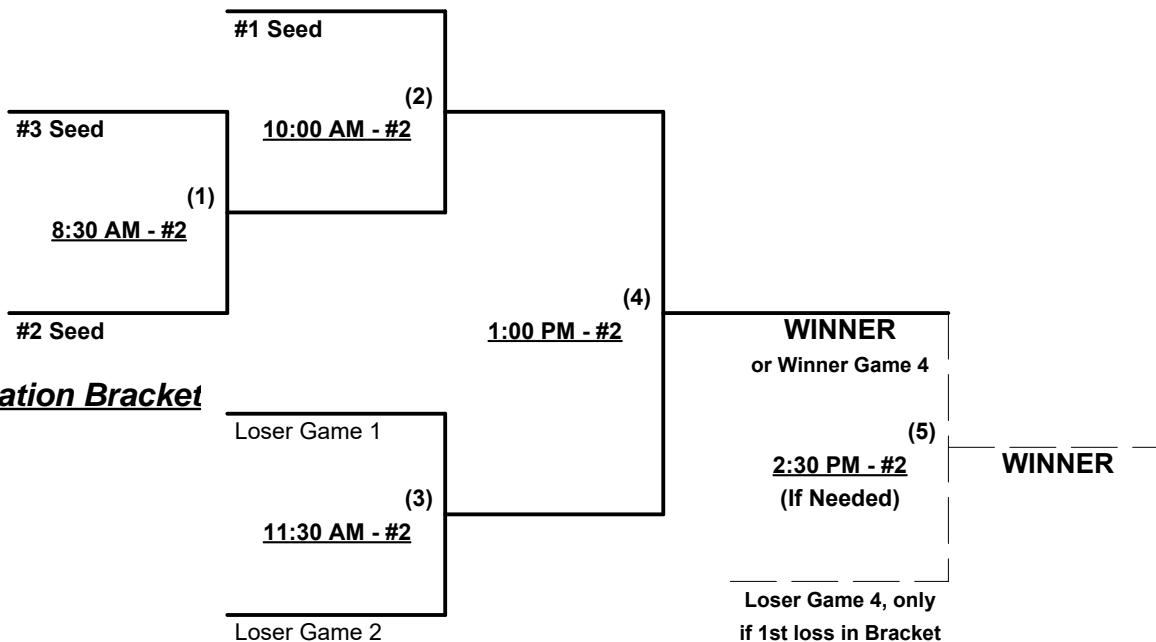 #1 Seed
(2)
#3 Seed
10:00 AM - #2
(1)
8:30 AM - #2
(4)
#2 Seed
1:00 PM - #2
WINNER
or Winner Game 4
ation Bracket
Loser Game 1
(5)
2:30 PM - #2
WINNER
(If Needed)
(3)
11:30 AM - #2
Loser Game 4, only
if 1st loss in Bracket
Loser Game 2